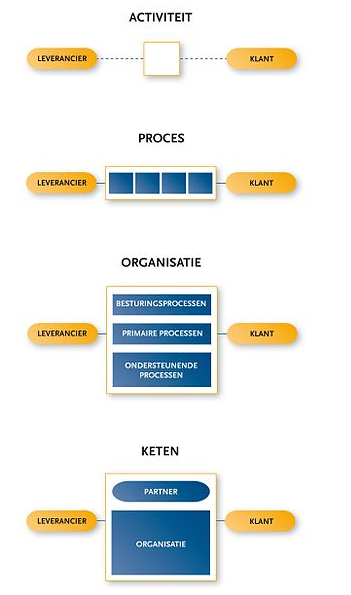 ACTIVITEIT
LEVERANCIER
KLANT
PROCES
LEVERANCIER
KLANT
ORGANISATIE
BESTURINGSPROCESSEN
LEVERANCIER
PRIMAIRE PROCESSEN
KLANT
ONDERSTEUNENDE
PROCESSEN
KETEN
PARTNER
LEVERANCIER
KLANT
ORGANISATIE